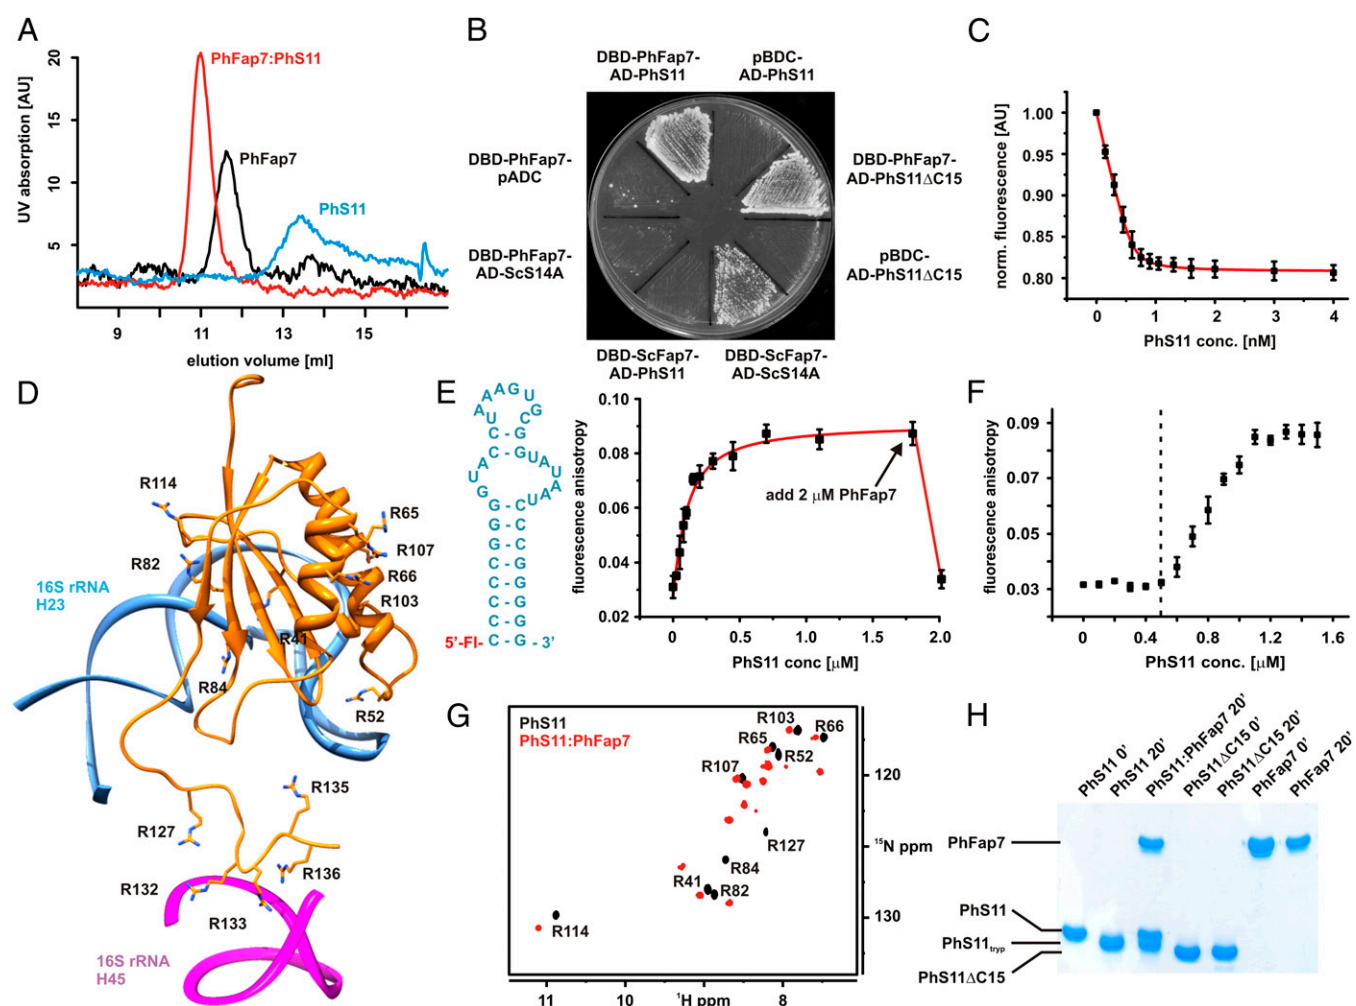 A
UV absorption [AU]
20
15
10
5
PhFap7:PhS11
PhFap7
PhS11
9
11
13
15
elution volume [ml]
B
DBD-PhFap7-
AD-PhS11
pBDC-
AD-PhS11
DBD-PhFap7-
pADC
DBD-PhFap7-
AD-PhS11ΔC15
DBD-PhFap7-
AD-ScS14A
pBDC-
AD-PhS11ΔC15
DBD-ScFap7-
AD-PhS11
DBD-ScFap7-
AD-ScS14A
C
norm. fluorescence [AU]
1.00
0.95
0.90
0.85
0.80
0
1
2
3
4
PhS11 conc. [nM]
D
R114
R65
R107
R82
R66
16S rRNA
H23
R103
R41
R84
R52
R135
R127
R136
R132
R133
16S rRNA
H45
E
A A A G U
A G
U C
C - G
C - G
A G
C U
U A
G U
U A
G A
G - C
G - C
G - C
C - G
C - G
C - G
C - G
C - G
5'-Fl- C - G - 3'
fluorescence anisotropy
0.10
0.08
0.06
0.04
0.02
add 2 μM PhFap7
0
0.5
1.0
1.5
2.0
PhS11 conc [μM]
F
fluorescence anisotropy
0.09
0.07
0.05
0.03
0
0.4
0.8
1.2
1.6
PhS11 conc. [μM]
G
PhS11
PhS11:PhFap7
R103
R66
R65
R52
R107
R127
R84
R41
R82
R114
120
¹⁵N ppm
130
11
10
¹H ppm
8
H
PhS11 0'
PhS11 20'
PhS11:PhFap7 20'
PhS11ΔC15 0'
PhS11ΔC15 20'
PhFap7 0'
PhFap7 20'
PhFap7
PhS11
PhS11tryp
PhS11ΔC15